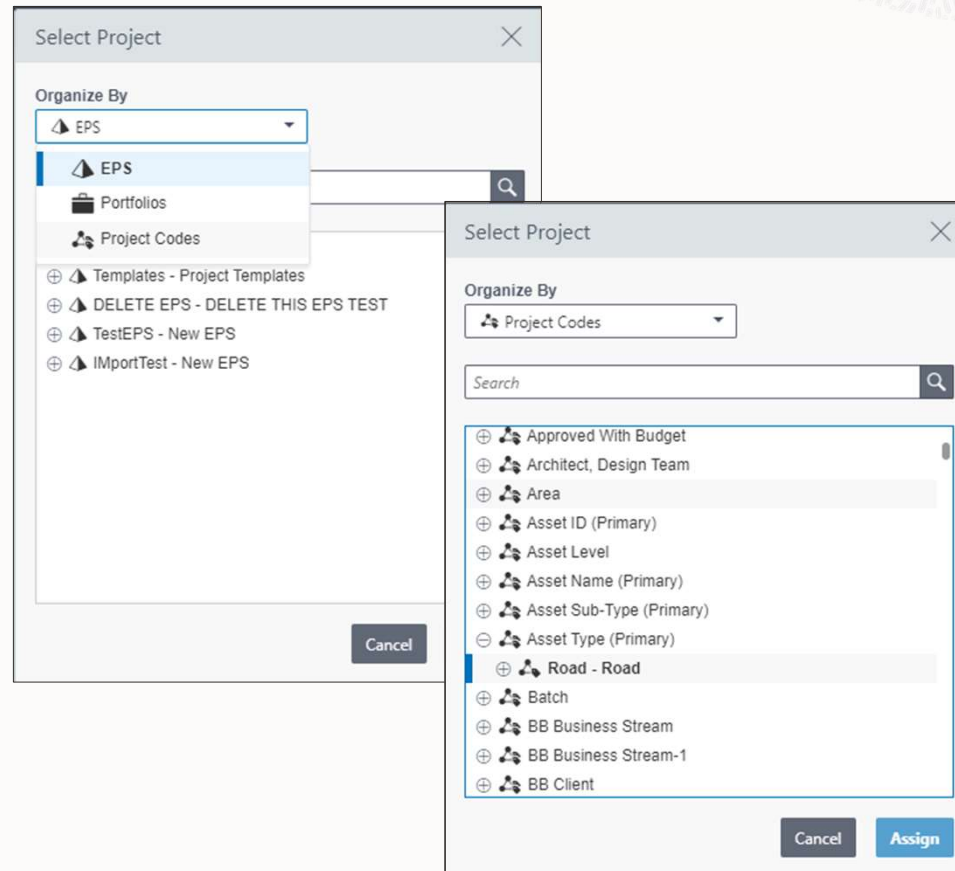 Select Project
Organize By
EPS
EPS
Portfolios
Project Codes
Templates - Project Templates
DELETE EPS - DELETE THIS EPS TEST
TestEPS - New EPS
IMportTest - New EPS
Cancel
Select Project
Organize By
Project Codes
Search
Approved With Budget
Architect, Design Team
Area
Asset ID (Primary)
Asset Level
Asset Name (Primary)
Asset Sub-Type (Primary)
Asset Type (Primary)
Road - Road
Batch
BB Business Stream
BB Business Stream-1
BB Client
Cancel Assign